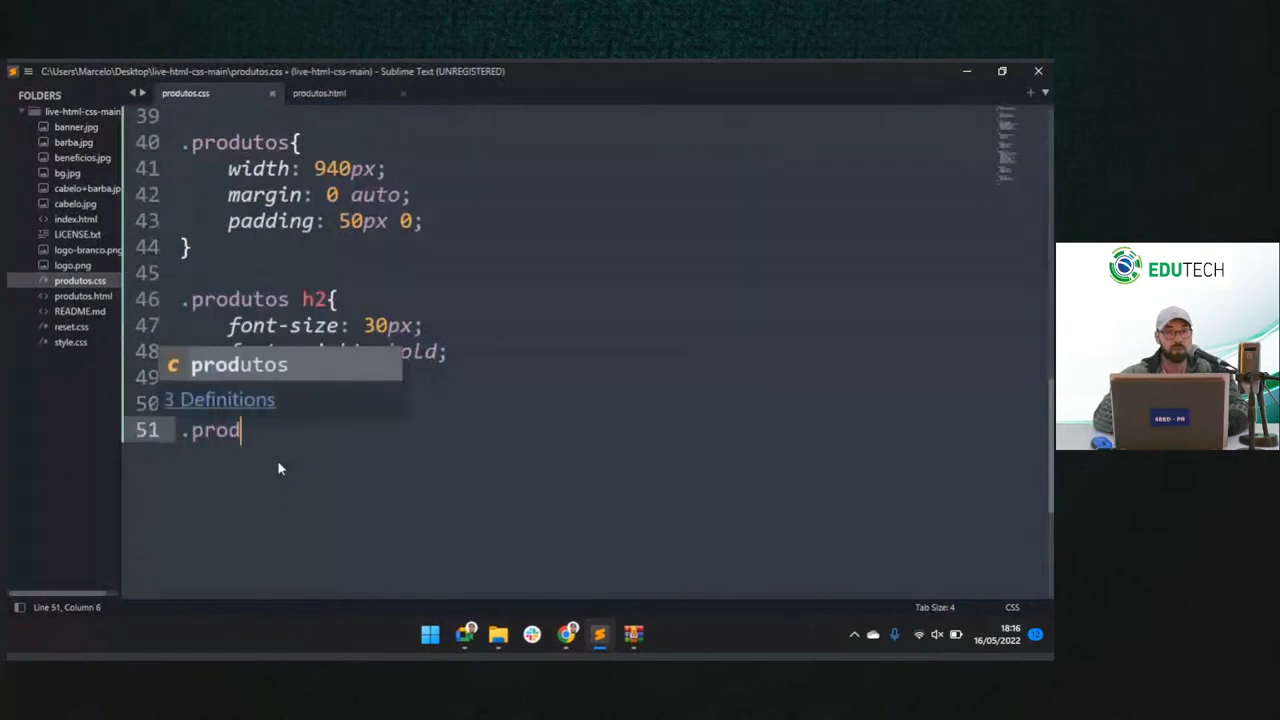 C:\Users\Marcelo\Desktop\live-html-css-main\produtos.css • (live-html-css-main) - Sublime Text (UNREGISTERED)
FOLDERS
live-html-css-main
banner.jpg
barba.jpg
beneficios.jpg
bg.jpg
cabelo+barba.jp
cabelo.jpg
index.html
LICENSE.txt
logo-branco.png
logo.png
produtos.css
produtos.html
README.md
reset.css
style.css
produtos.css
produtos.html
39
40 .produtos{
41 width: 940px;
42 margin: 0 auto;
43 padding: 50px 0;
44 }
45
46 .produtos h2{
47 font-size: 30px;
48 old;
49
50
51 .prod
c produtos
3 Definitions
Line 51, Column 6
Tab Size: 4
CSS
18:16
16/05/2022
12
EDUTECH
SEED - PR